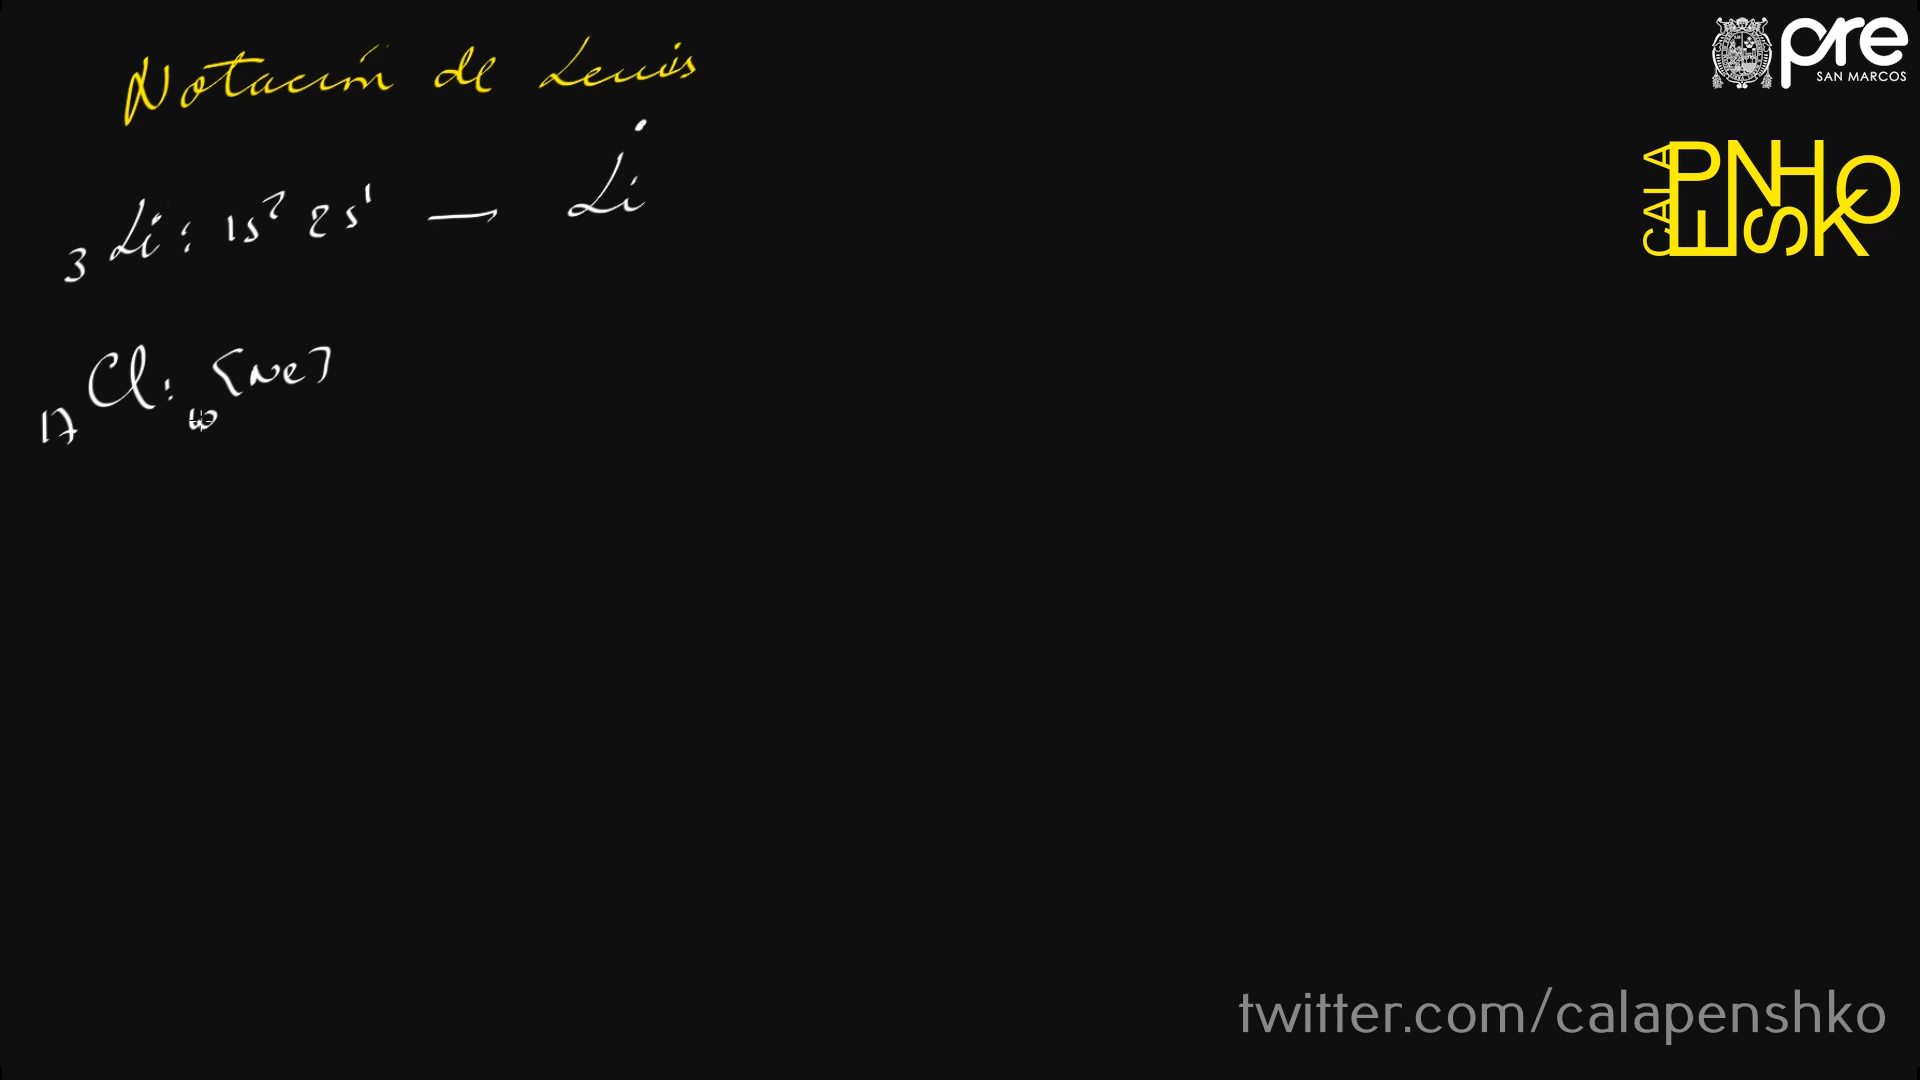 Notación de Lewis
₃Li: 1s² 2s¹ — Li
₁₇Cl: ₁₀[Ne]
pre
SAN MARCOS
CALA
PENSHKO
twitter.com/calapenshko